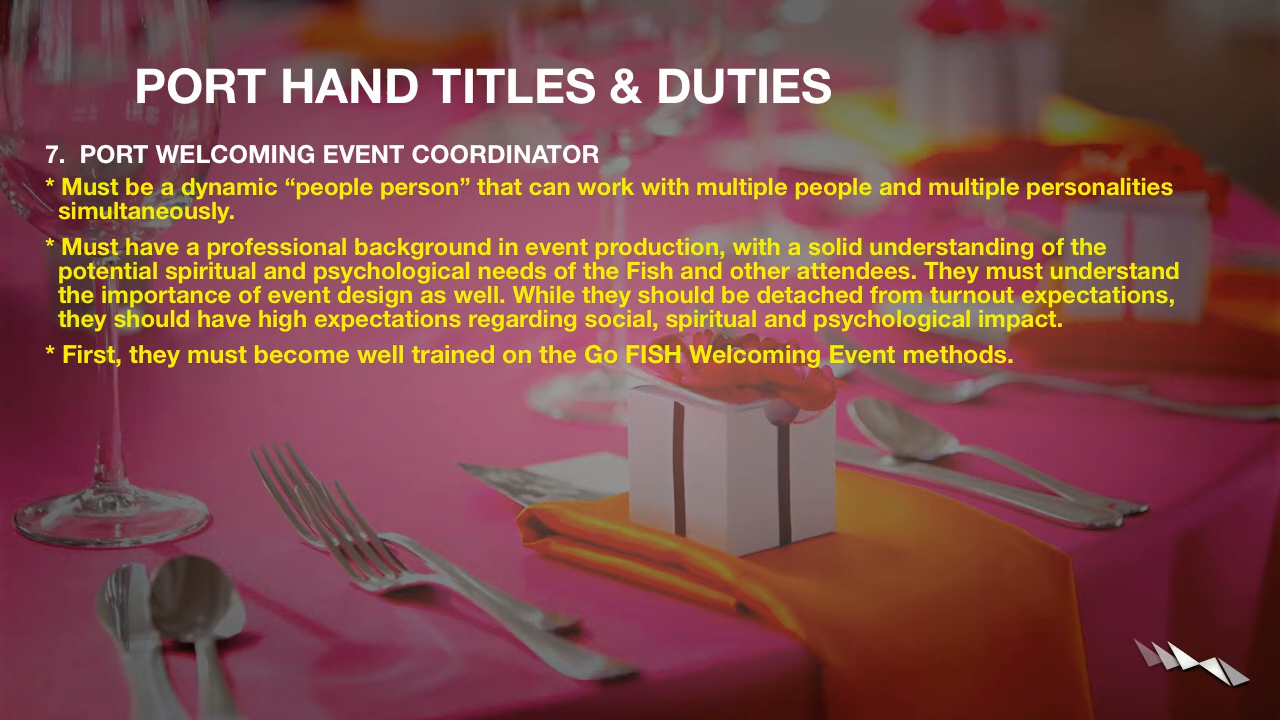 PORT HAND TITLES & DUTIES
7.  PORT WELCOMING EVENT COORDINATOR
* Must be a dynamic “people person” that can work with multiple people and multiple personalities
simultaneously.
* Must have a professional background in event production, with a solid understanding of the
potential spiritual and psychological needs of the Fish and other attendees. They must understand
the importance of event design as well. While they should be detached from turnout expectations,
they should have high expectations regarding social, spiritual and psychological impact.
* First, they must become well trained on the Go FISH Welcoming Event methods.